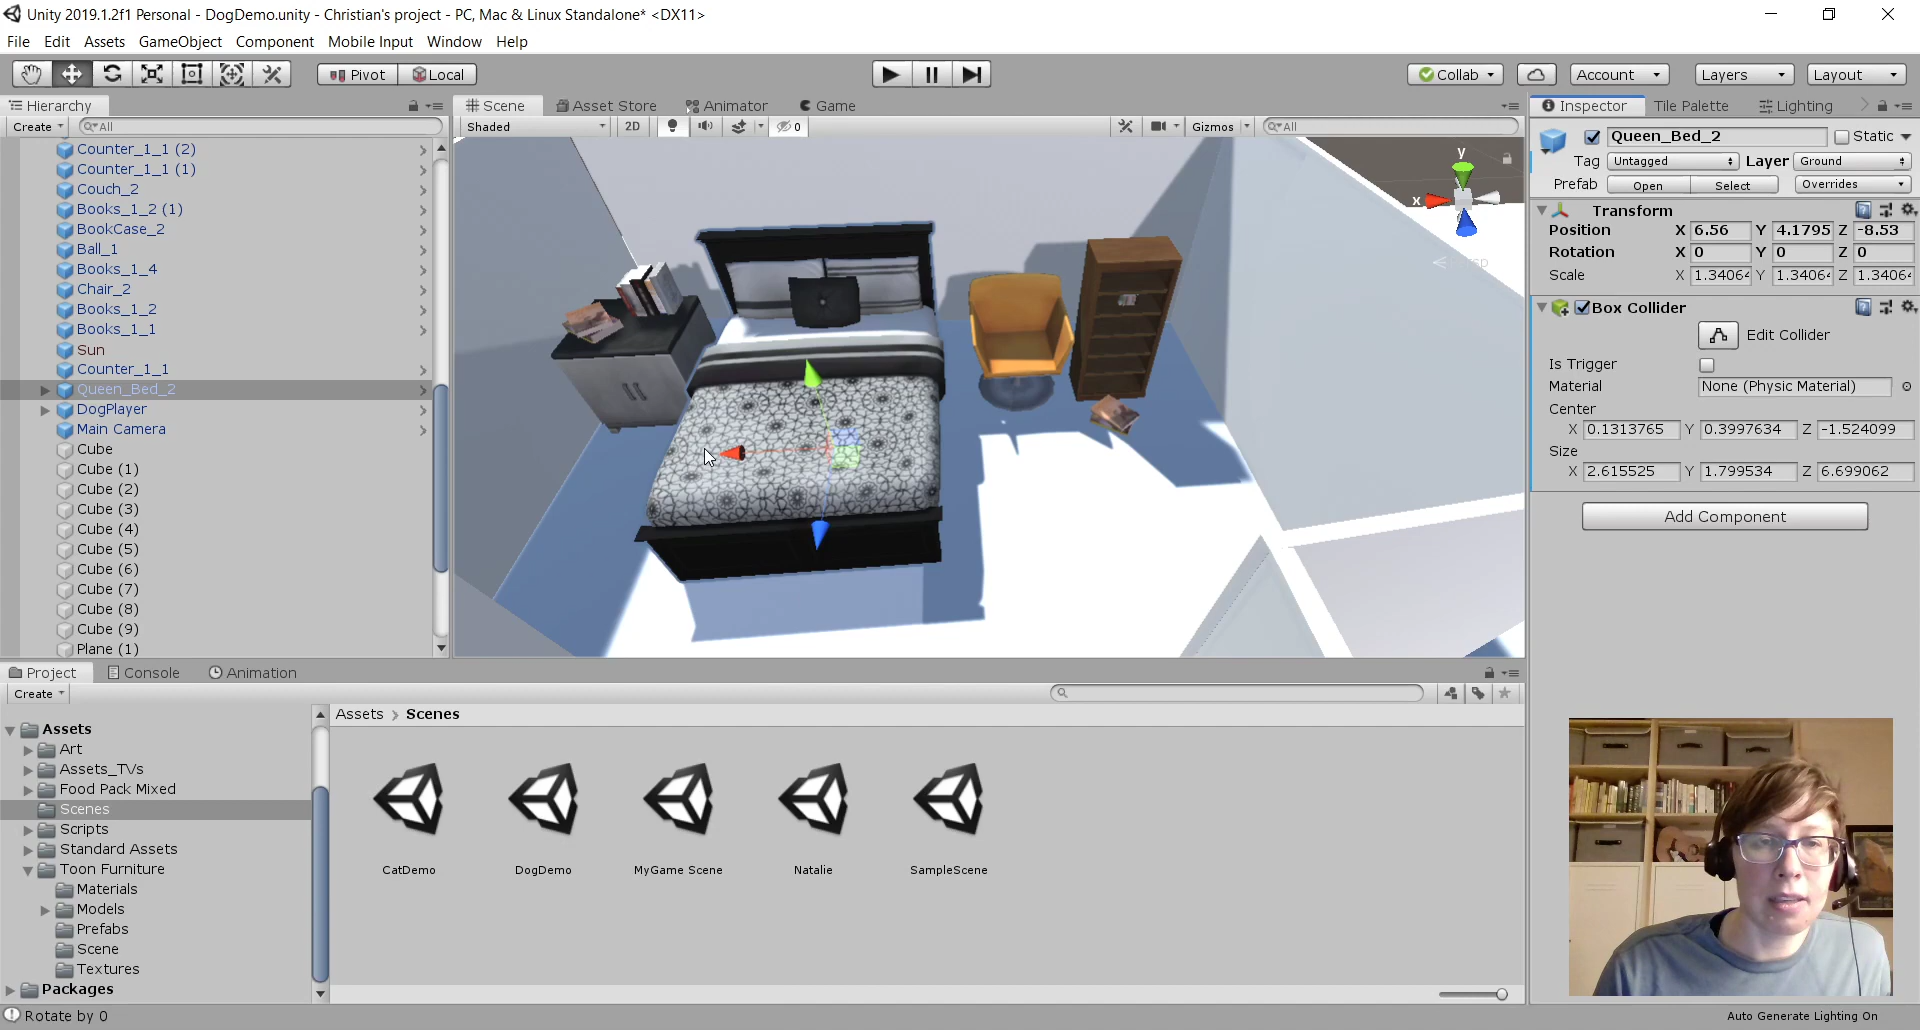 Unity 2019.1.2f1 Personal - DogDemo.unity - Christian's project - PC, Mac & Linux Standalone* <DX11>
File Edit Assets GameObject Component Mobile Input Window Help
Pivot Local Collab Account Layers Layout
Hierarchy
Create All
Counter_1_1 (2)
Counter_1_1 (1)
Couch_2
Books_1_2 (1)
BookCase_2
Ball_1
Books_1_4
Chair_2
Books_1_2
Books_1_1
Sun
Counter_1_1
Queen_Bed_2
DogPlayer
Main Camera
Cube
Cube (1)
Cube (2)
Cube (3)
Cube (4)
Cube (5)
Cube (6)
Cube (7)
Cube (8)
Cube (9)
Plane (1)
Scene Asset Store Animator Game
Shaded 2D 0 Gizmos All
y
x
Inspector Tile Palette Lighting
Queen_Bed_2 Static
Tag Untagged Layer Ground
Prefab Open Select Overrides
Transform
Position X 6.56 Y 4.1795 Z -8.53
Rotation X 0 Y 0 Z 0
Scale X 1.34064 Y 1.34064 Z 1.34064
Box Collider
Edit Collider
Is Trigger
Material None (Physic Material)
Center
X 0.1313765 Y 0.3997634 Z -1.524099
Size
X 2.615525 Y 1.799534 Z 6.699062
Add Component
Project Console Animation
Create
Assets
Art
Assets_TVs
Food Pack Mixed
Scenes
Scripts
Standard Assets
Toon Furniture
Materials
Models
Prefabs
Scene
Textures
Packages
Assets > Scenes
CatDemo DogDemo MyGame Scene Natalie SampleScene
Rotate by 0
Auto Generate Lighting On